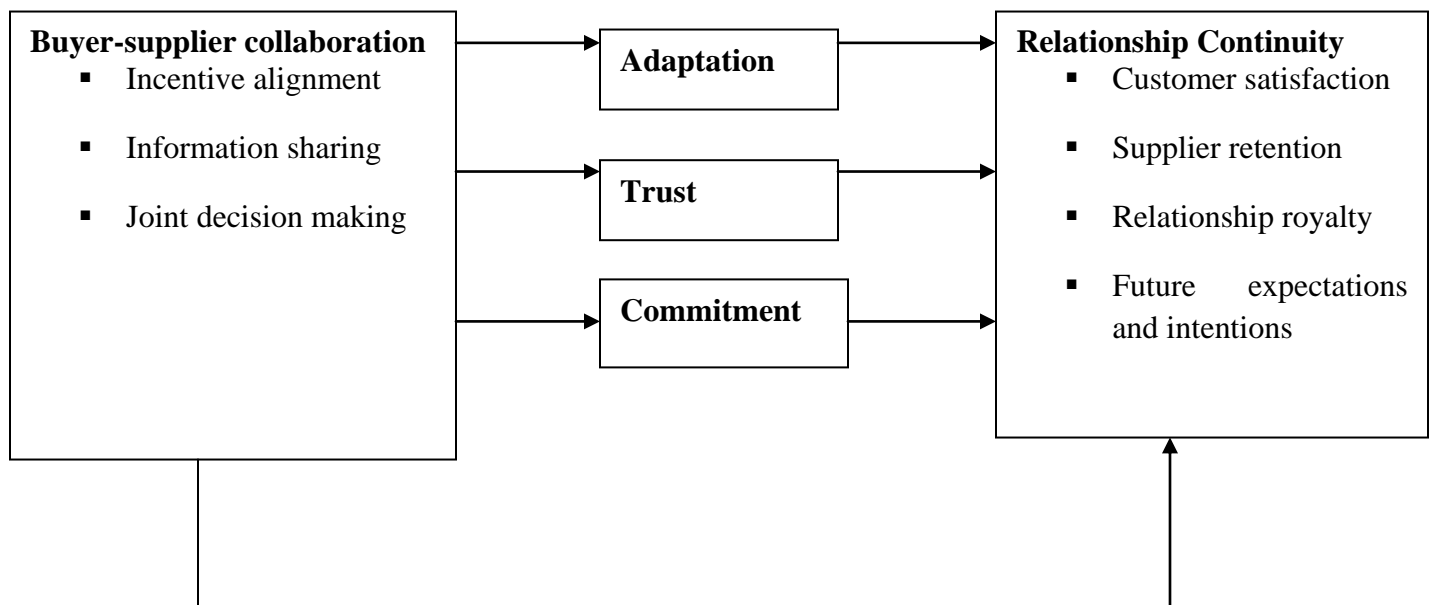 Buyer-supplier collaboration
▪ Incentive alignment
▪ Information sharing
▪ Joint decision making
Adaptation
Trust
Commitment
Relationship Continuity
▪ Customer satisfaction
▪ Supplier retention
▪ Relationship royalty
▪ Future expectations
and intentions